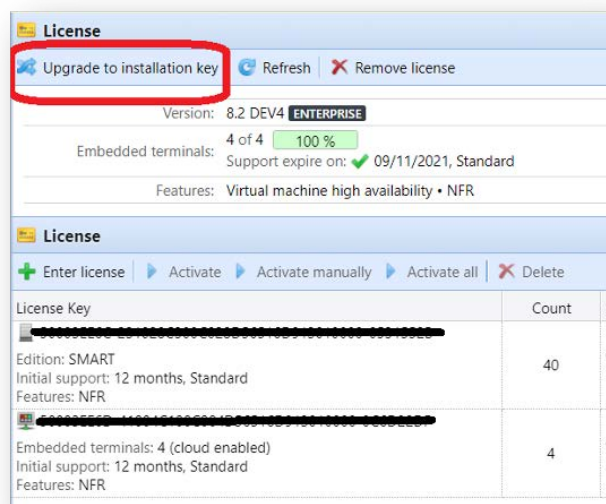 License
Upgrade to installation key Refresh Remove license
Version: 8.2 DEV4 ENTERPRISE
Embedded terminals: 4 of 4 100 %
Support expire on: 09/11/2021, Standard
Features: Virtual machine high availability • NFR
License
Enter license Activate Activate manually Activate all Delete
License Key Count
Edition: SMART 40
Initial support: 12 months, Standard
Features: NFR
Embedded terminals: 4 (cloud enabled) 4
Initial support: 12 months, Standard
Features: NFR